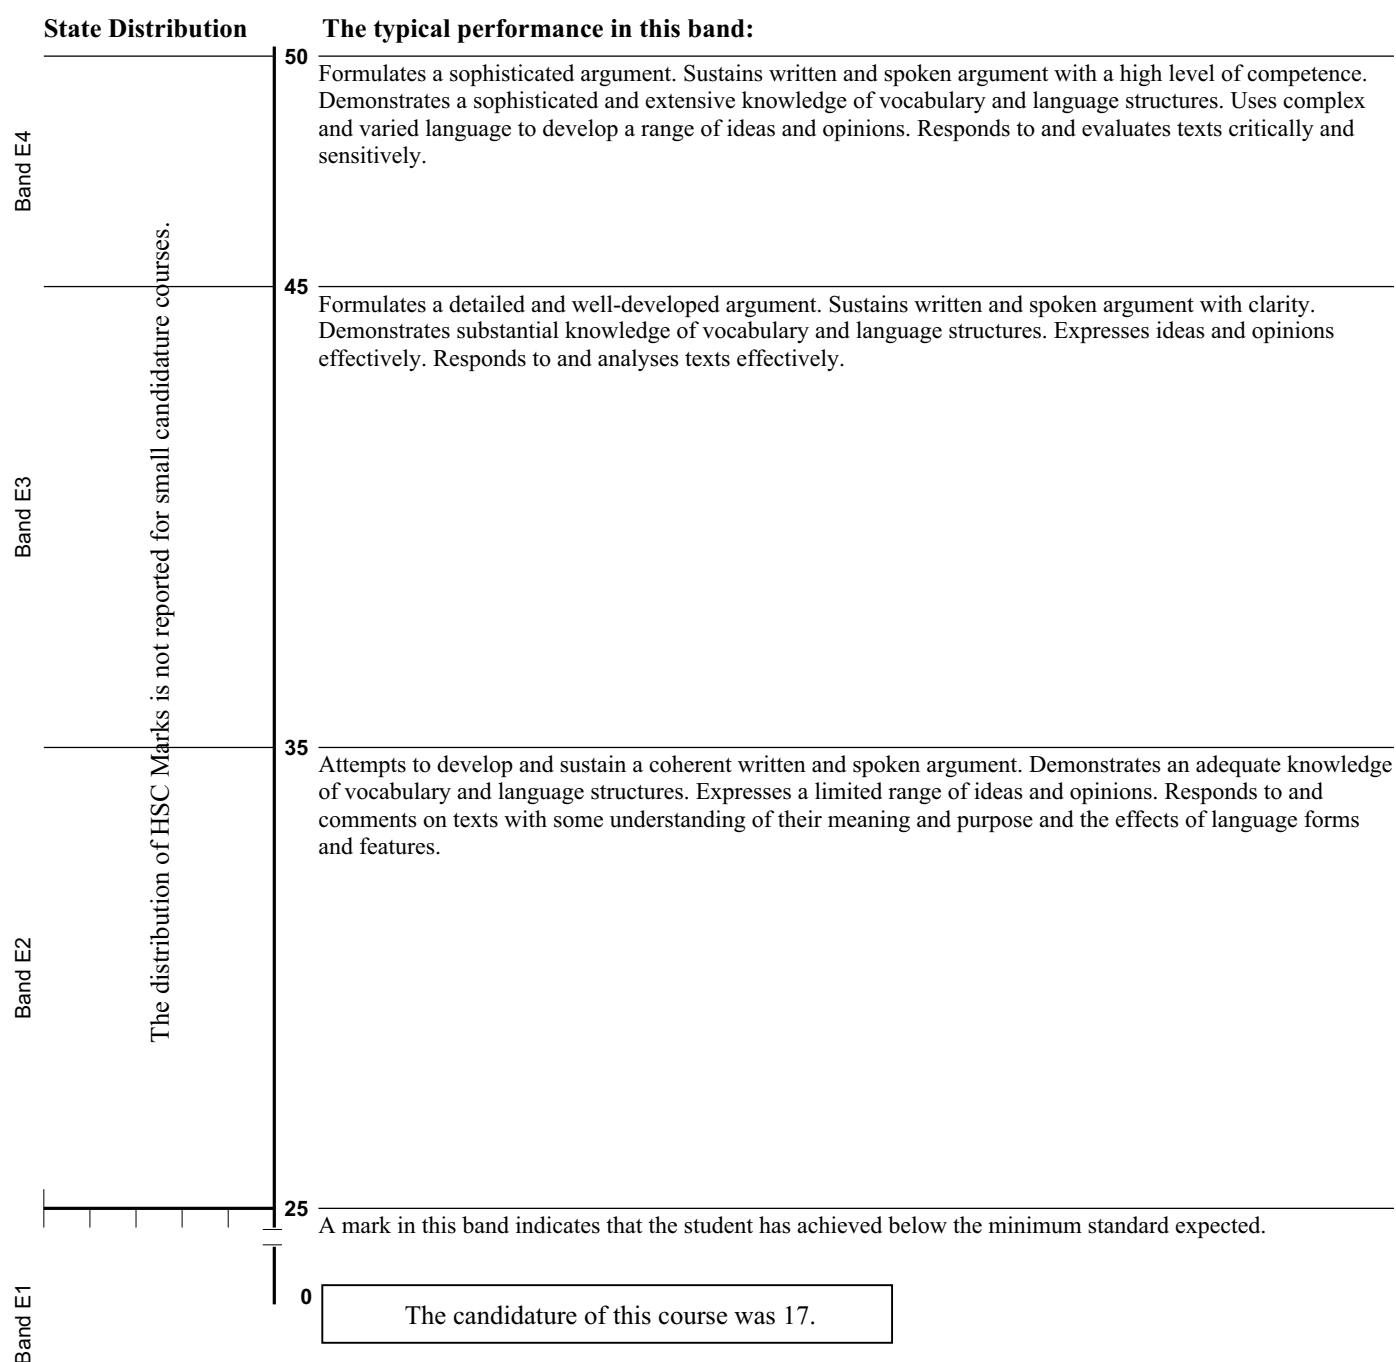 State Distribution
The typical performance in this band:
50
Formulates a sophisticated argument. Sustains written and spoken argument with a high level of competence.
Demonstrates a sophisticated and extensive knowledge of vocabulary and language structures. Uses complex
and varied language to develop a range of ideas and opinions. Responds to and evaluates texts critically and
sensitively.
Band E4
The distribution of HSC Marks is not reported for small candidature courses.
45
Formulates a detailed and well-developed argument. Sustains written and spoken argument with clarity.
Demonstrates substantial knowledge of vocabulary and language structures. Expresses ideas and opinions
effectively. Responds to and analyses texts effectively.
Band E3
35
Attempts to develop and sustain a coherent written and spoken argument. Demonstrates an adequate knowledge
of vocabulary and language structures. Expresses a limited range of ideas and opinions. Responds to and
comments on texts with some understanding of their meaning and purpose and the effects of language forms
and features.
Band E2
25
A mark in this band indicates that the student has achieved below the minimum standard expected.
0
Band E1
The candidature of this course was 17.